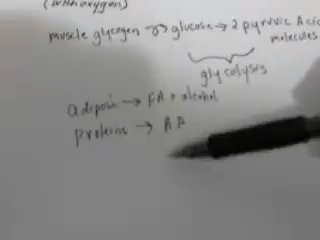 (with oxygen)
muscle glycogen → glucose → 2 pyruvic Acid
molecules
glycolysis
adipose → FA + alcohol
proteins → AA